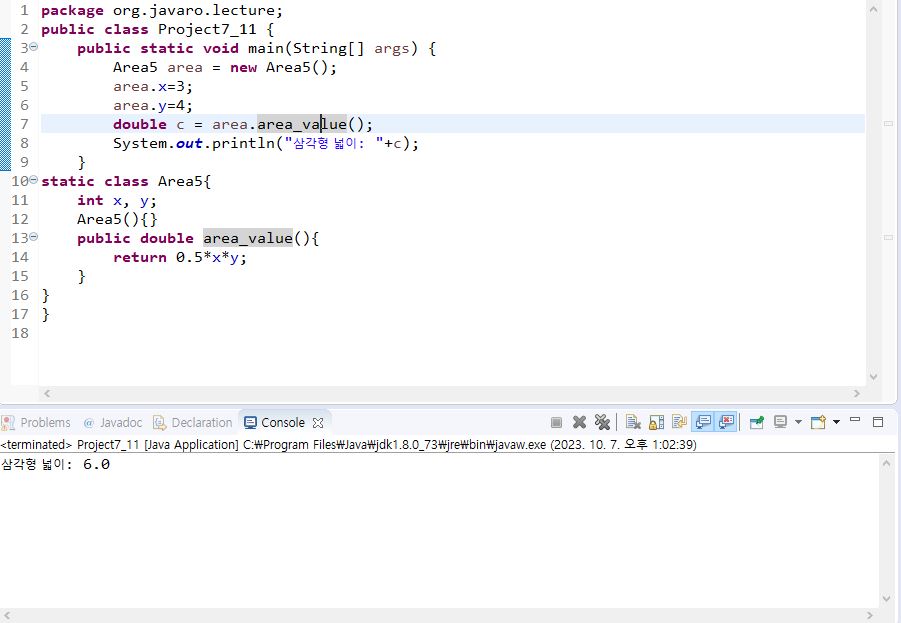 1 package org.javaro.lecture;
2 public class Project7_11 {
3 public static void main(String[] args) {
4 Area5 area = new Area5();
5 area.x=3;
6 area.y=4;
7 double c = area.area_value();
8 System.out.println("삼각형 넓이: "+c);
9 }
10 static class Area5{
11 int x, y;
12 Area5(){}
13 public double area_value(){
14 return 0.5*x*y;
15 }
16 }
17 }
18
Problems @ Javadoc Declaration Console
<terminated> Project7_11 [Java Application] C:₩Program Files₩Java₩jdk1.8.0_73₩jre₩bin₩javaw.exe (2023. 10. 7. 오후 1:02:39)
삼각형 넓이: 6.0